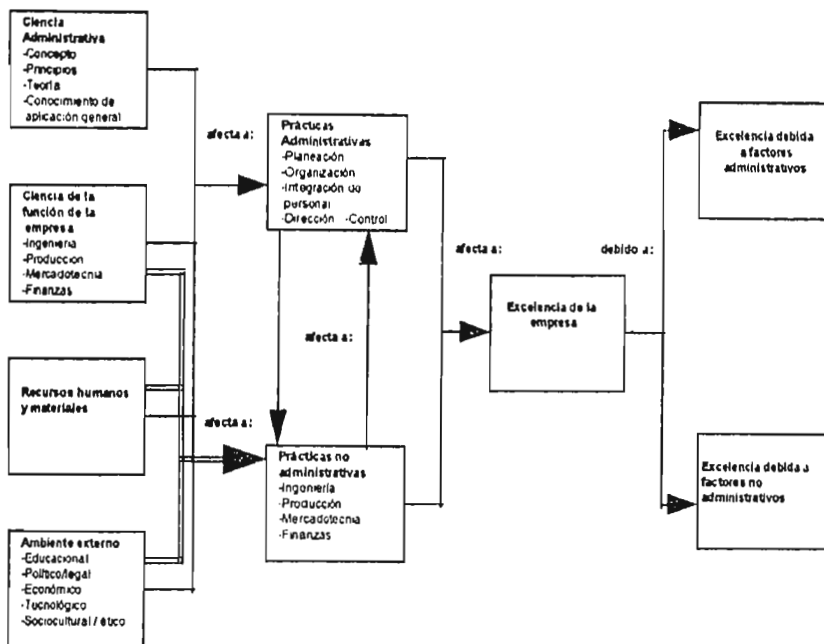 Ciencia
Administrativa
-Concepto
-Principios
-Teoría
-Conocimiento de
aplicación general
Ciencia de la
función de la
empresa
-Ingeniería
-Produccion
-Mercadotecnia
-Finanzas
Recursos humanos
y materiales
Ambiente externo
-Educacional
-Político/legal
-Económico
-Tecnológico
-Sociocultural / ético
afecta a:
afecta a:
Prácticas
Administrativas
-Planeación
-Organización
-Integración de
personal
-Dirección -Control
afecta a:
Prácticas no
administrativas
-Ingeniería
-Producción
-Mercadotecnia
-Finanzas
afecta a:
Excelencia de la
empresa
debido a:
Excelencia debida
a factores
administrativos
Excelencia debida a
factores no
administrativos